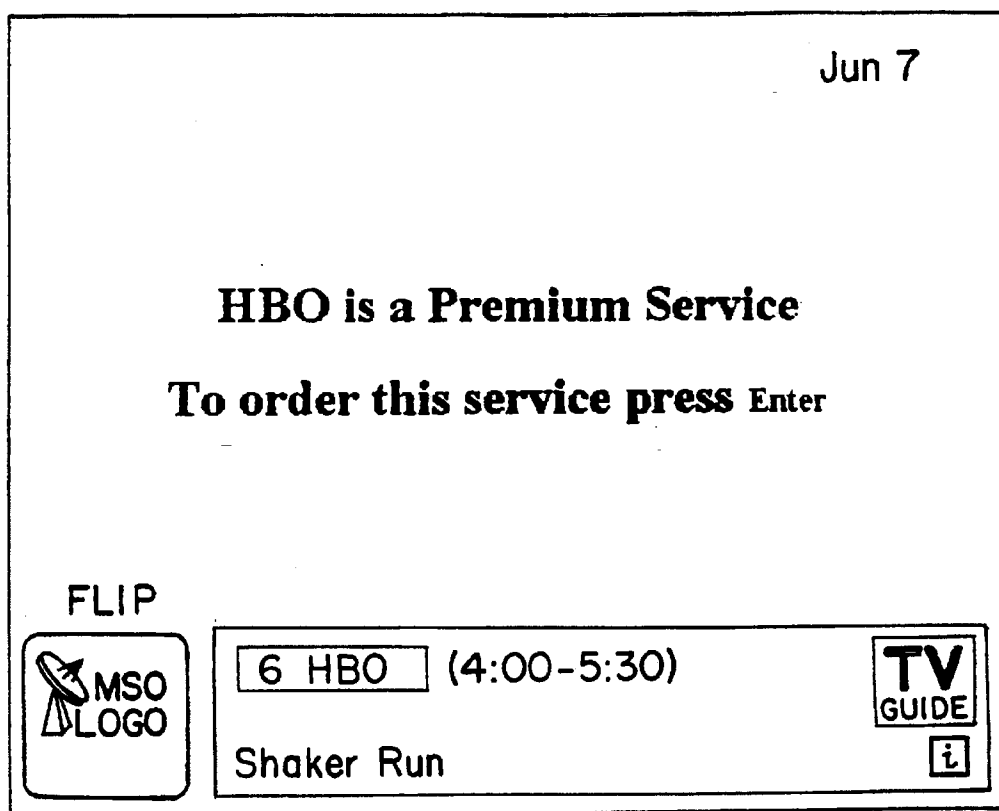 Jun 7
HBO is a Premium Service
To order this service press Enter
FLIP
MSO
LOGO
6 HBO (4:00-5:30)
TV
GUIDE
Shaker Run
i